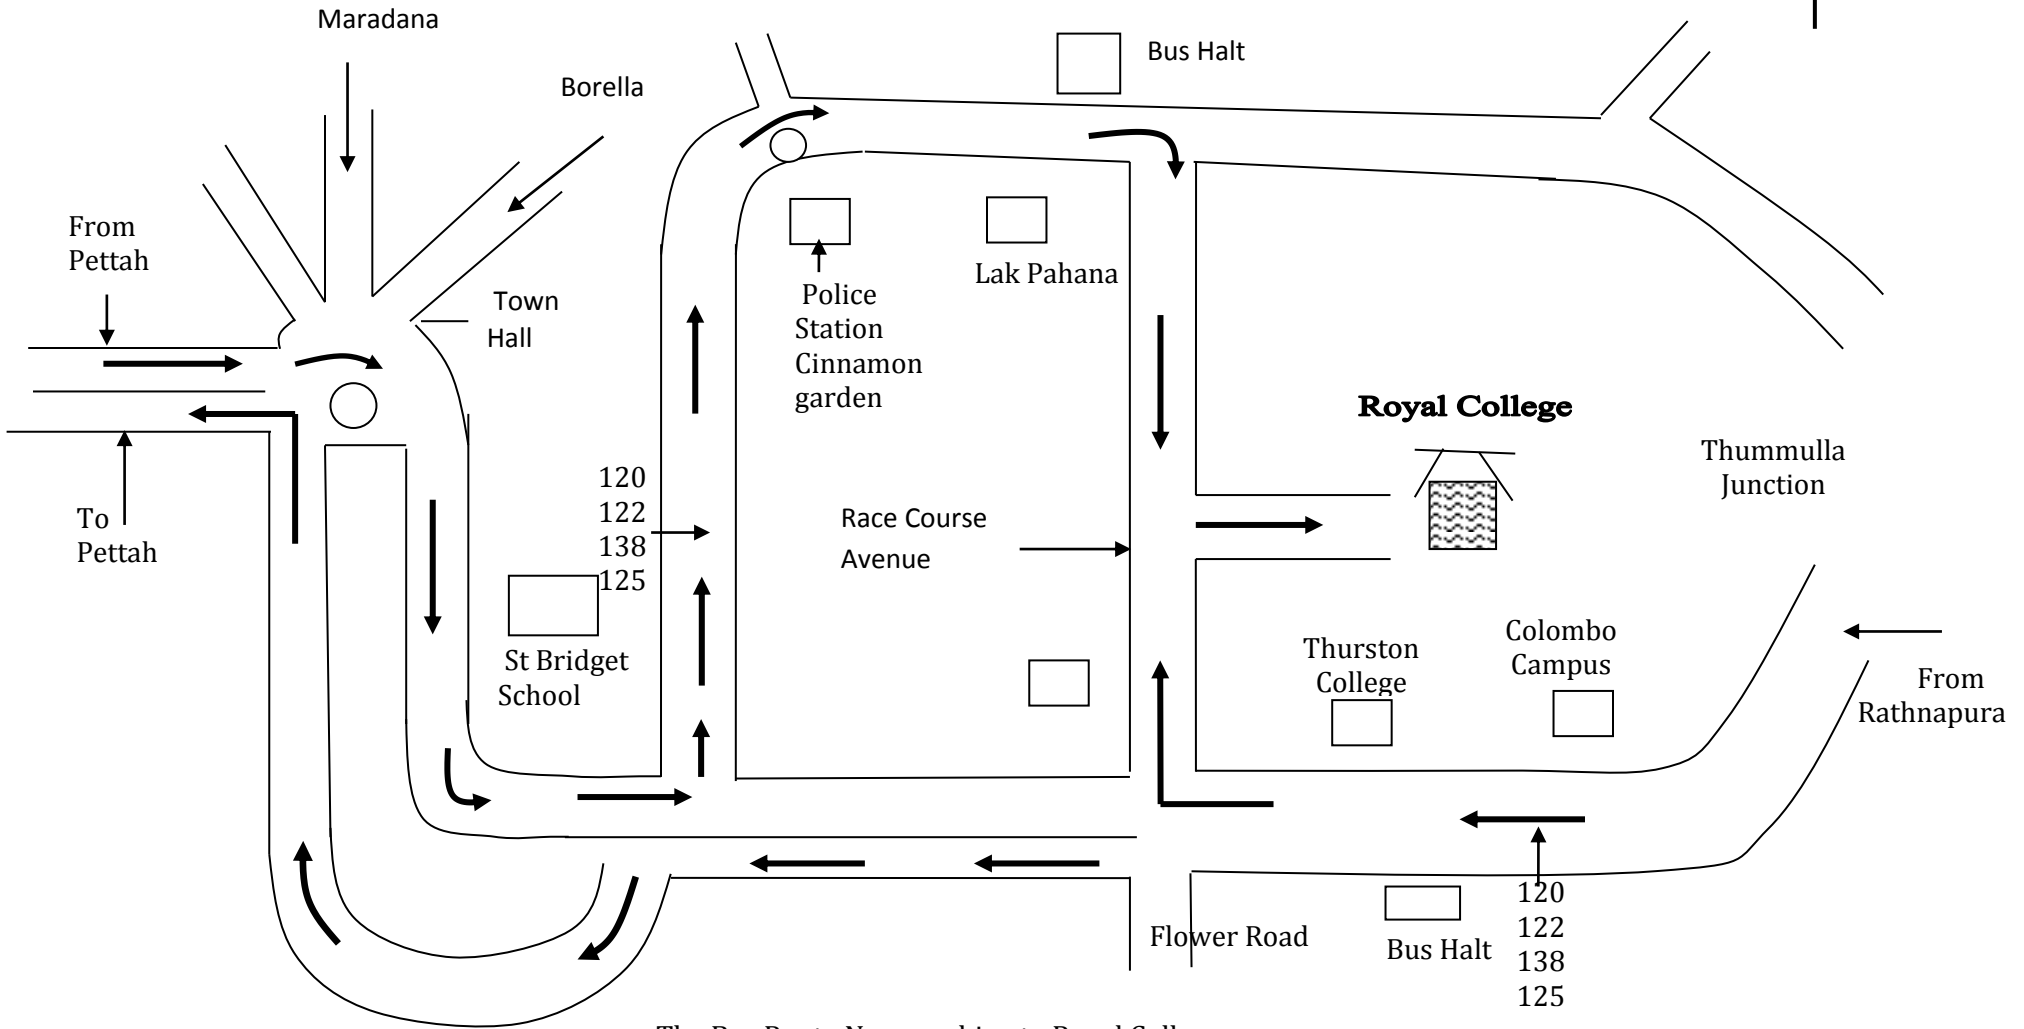 Maradana
Bus Halt
Borella
From
Pettah
Town
Hall
Lak Pahana
Police
Station
Cinnamon
garden
Royal College
Thummulla
Junction
To
Pettah
120
122
138
125
Race Course
Avenue
St Bridget
School
Thurston
College
Colombo
Campus
From
Rathnapura
Flower Road
Bus Halt
120
122
138
125